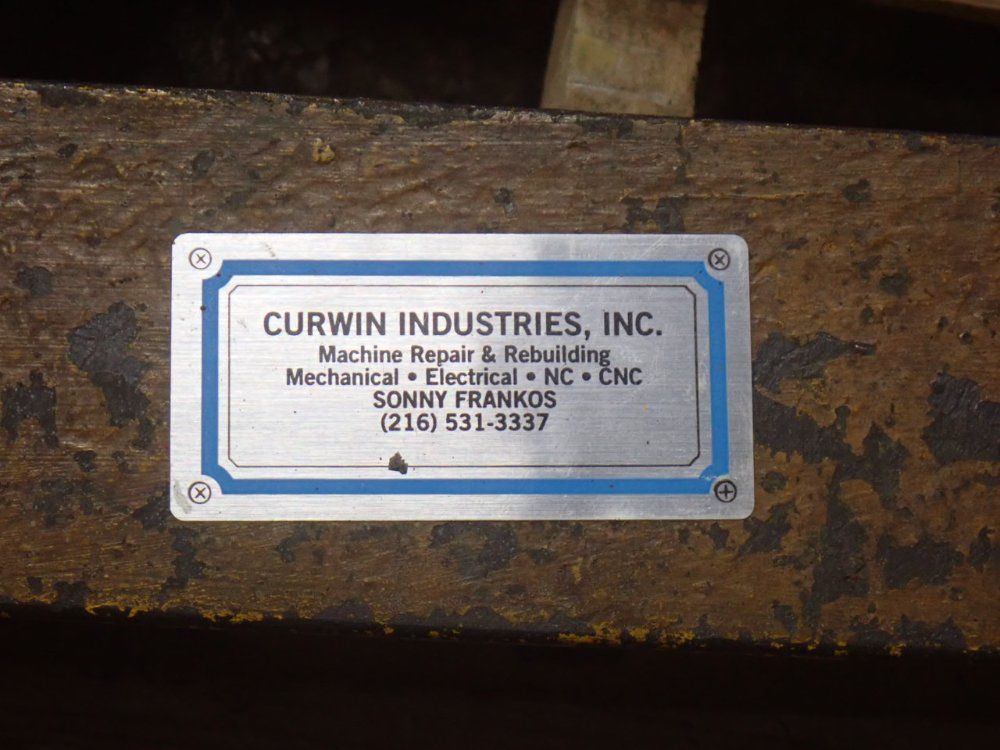 CURWIN INDUSTRIES, INC.
Machine Repair & Rebuilding
Mechanical • Electrical • NC • CNC
SONNY FRANKOS
(216) 531-3337